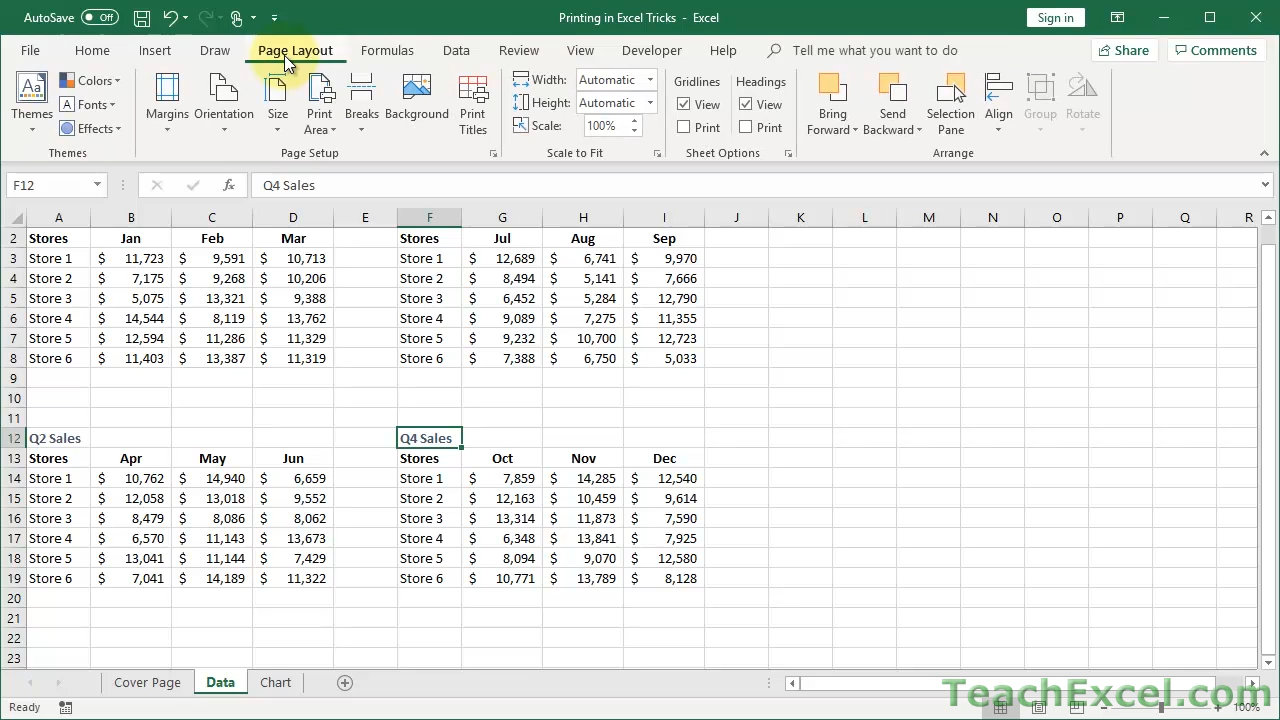 AutoSave Off Printing in Excel Tricks - Excel Sign in
File Home Insert Draw Page Layout Formulas Data Review View Developer Help Tell me what you want to do Share Comments
Themes Colors Fonts Effects Margins Orientation Size Print Area Breaks Background Print Titles Width: Automatic Height: Automatic Scale: 100% Gridlines View Print Headings View Print Bring Forward Send Backward Selection Pane Align Group Rotate
Themes Page Setup Scale to Fit Sheet Options Arrange
F12 fx Q4 Sales
A B C D E F G H I J K L M N O P Q R
2 Stores Jan Feb Mar Stores Jul Aug Sep
3 Store 1 $ 11,723 $ 9,591 $ 10,713 Store 1 $ 12,689 $ 6,741 $ 9,970
4 Store 2 $ 7,175 $ 9,268 $ 10,206 Store 2 $ 8,494 $ 5,141 $ 7,666
5 Store 3 $ 5,075 $ 13,321 $ 9,388 Store 3 $ 6,452 $ 5,284 $ 12,790
6 Store 4 $ 14,544 $ 8,119 $ 13,762 Store 4 $ 9,089 $ 7,275 $ 11,355
7 Store 5 $ 12,594 $ 11,286 $ 11,329 Store 5 $ 9,232 $ 10,700 $ 12,723
8 Store 6 $ 11,403 $ 13,387 $ 11,319 Store 6 $ 7,388 $ 6,750 $ 5,033
9
10
11
12 Q2 Sales Q4 Sales
13 Stores Apr May Jun Stores Oct Nov Dec
14 Store 1 $ 10,762 $ 14,940 $ 6,659 Store 1 $ 7,859 $ 14,285 $ 12,540
15 Store 2 $ 12,058 $ 13,018 $ 9,552 Store 2 $ 12,163 $ 10,459 $ 9,614
16 Store 3 $ 8,479 $ 8,086 $ 8,062 Store 3 $ 13,314 $ 11,873 $ 7,590
17 Store 4 $ 6,570 $ 11,143 $ 13,673 Store 4 $ 6,348 $ 13,841 $ 7,925
18 Store 5 $ 13,041 $ 11,144 $ 7,429 Store 5 $ 8,094 $ 9,070 $ 12,580
19 Store 6 $ 7,041 $ 14,189 $ 11,322 Store 6 $ 10,771 $ 13,789 $ 8,128
20
21
22
23
Cover Page Data Chart
Ready 100%
TeachExcel.com